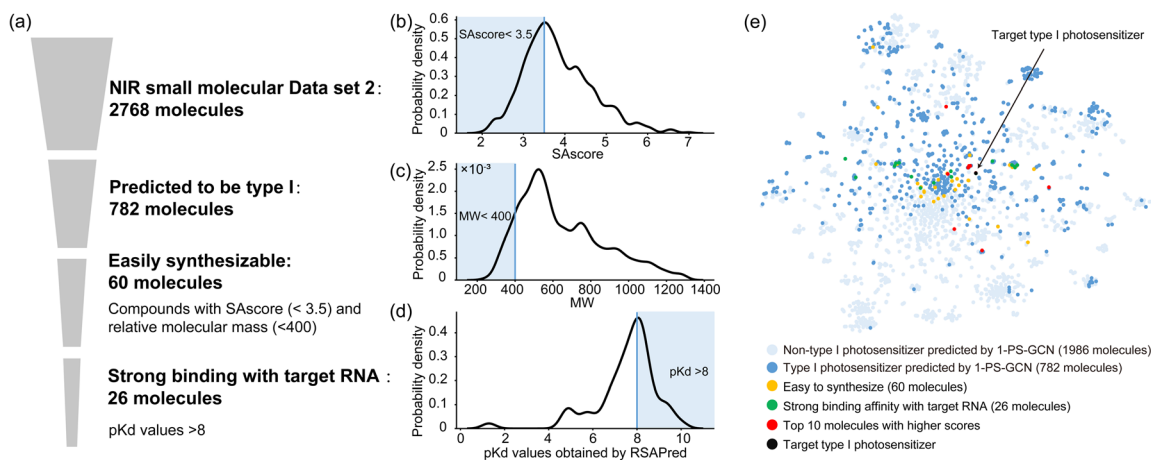 (a)
NIR small molecular Data set 2:
2768 molecules
Predicted to be type I:
782 molecules
Easily synthesizable:
60 molecules
Compounds with SAscore (< 3.5) and
relative molecular mass (<400)
Strong binding with target RNA :
26 molecules
pKd values >8
(b)
Probability density
0.6
0.5
0.4
0.3
0.2
0.1
0
SAscore< 3.5
2 3 4 5 6 7
SAscore
(c)
Probability density
×10⁻³
2.5
2.0
1.5
1.0
0.5
0
MW< 400
200 400 600 800 1000 1200 1400
MW
(d)
Probability density
0.4
0.3
0.2
0.1
0
pKd >8
0 2 4 6 8 10
pKd values obtained by RSAPred
(e)
Target type I photosensitizer
Non-type I photosensitizer predicted by 1-PS-GCN (1986 molecules)
Type I photosensitizer predicted by 1-PS-GCN (782 molecules)
Easy to synthesize (60 molecules)
Strong binding affinity with target RNA (26 molecules)
Top 10 molecules with higher scores
Target type I photosensitizer